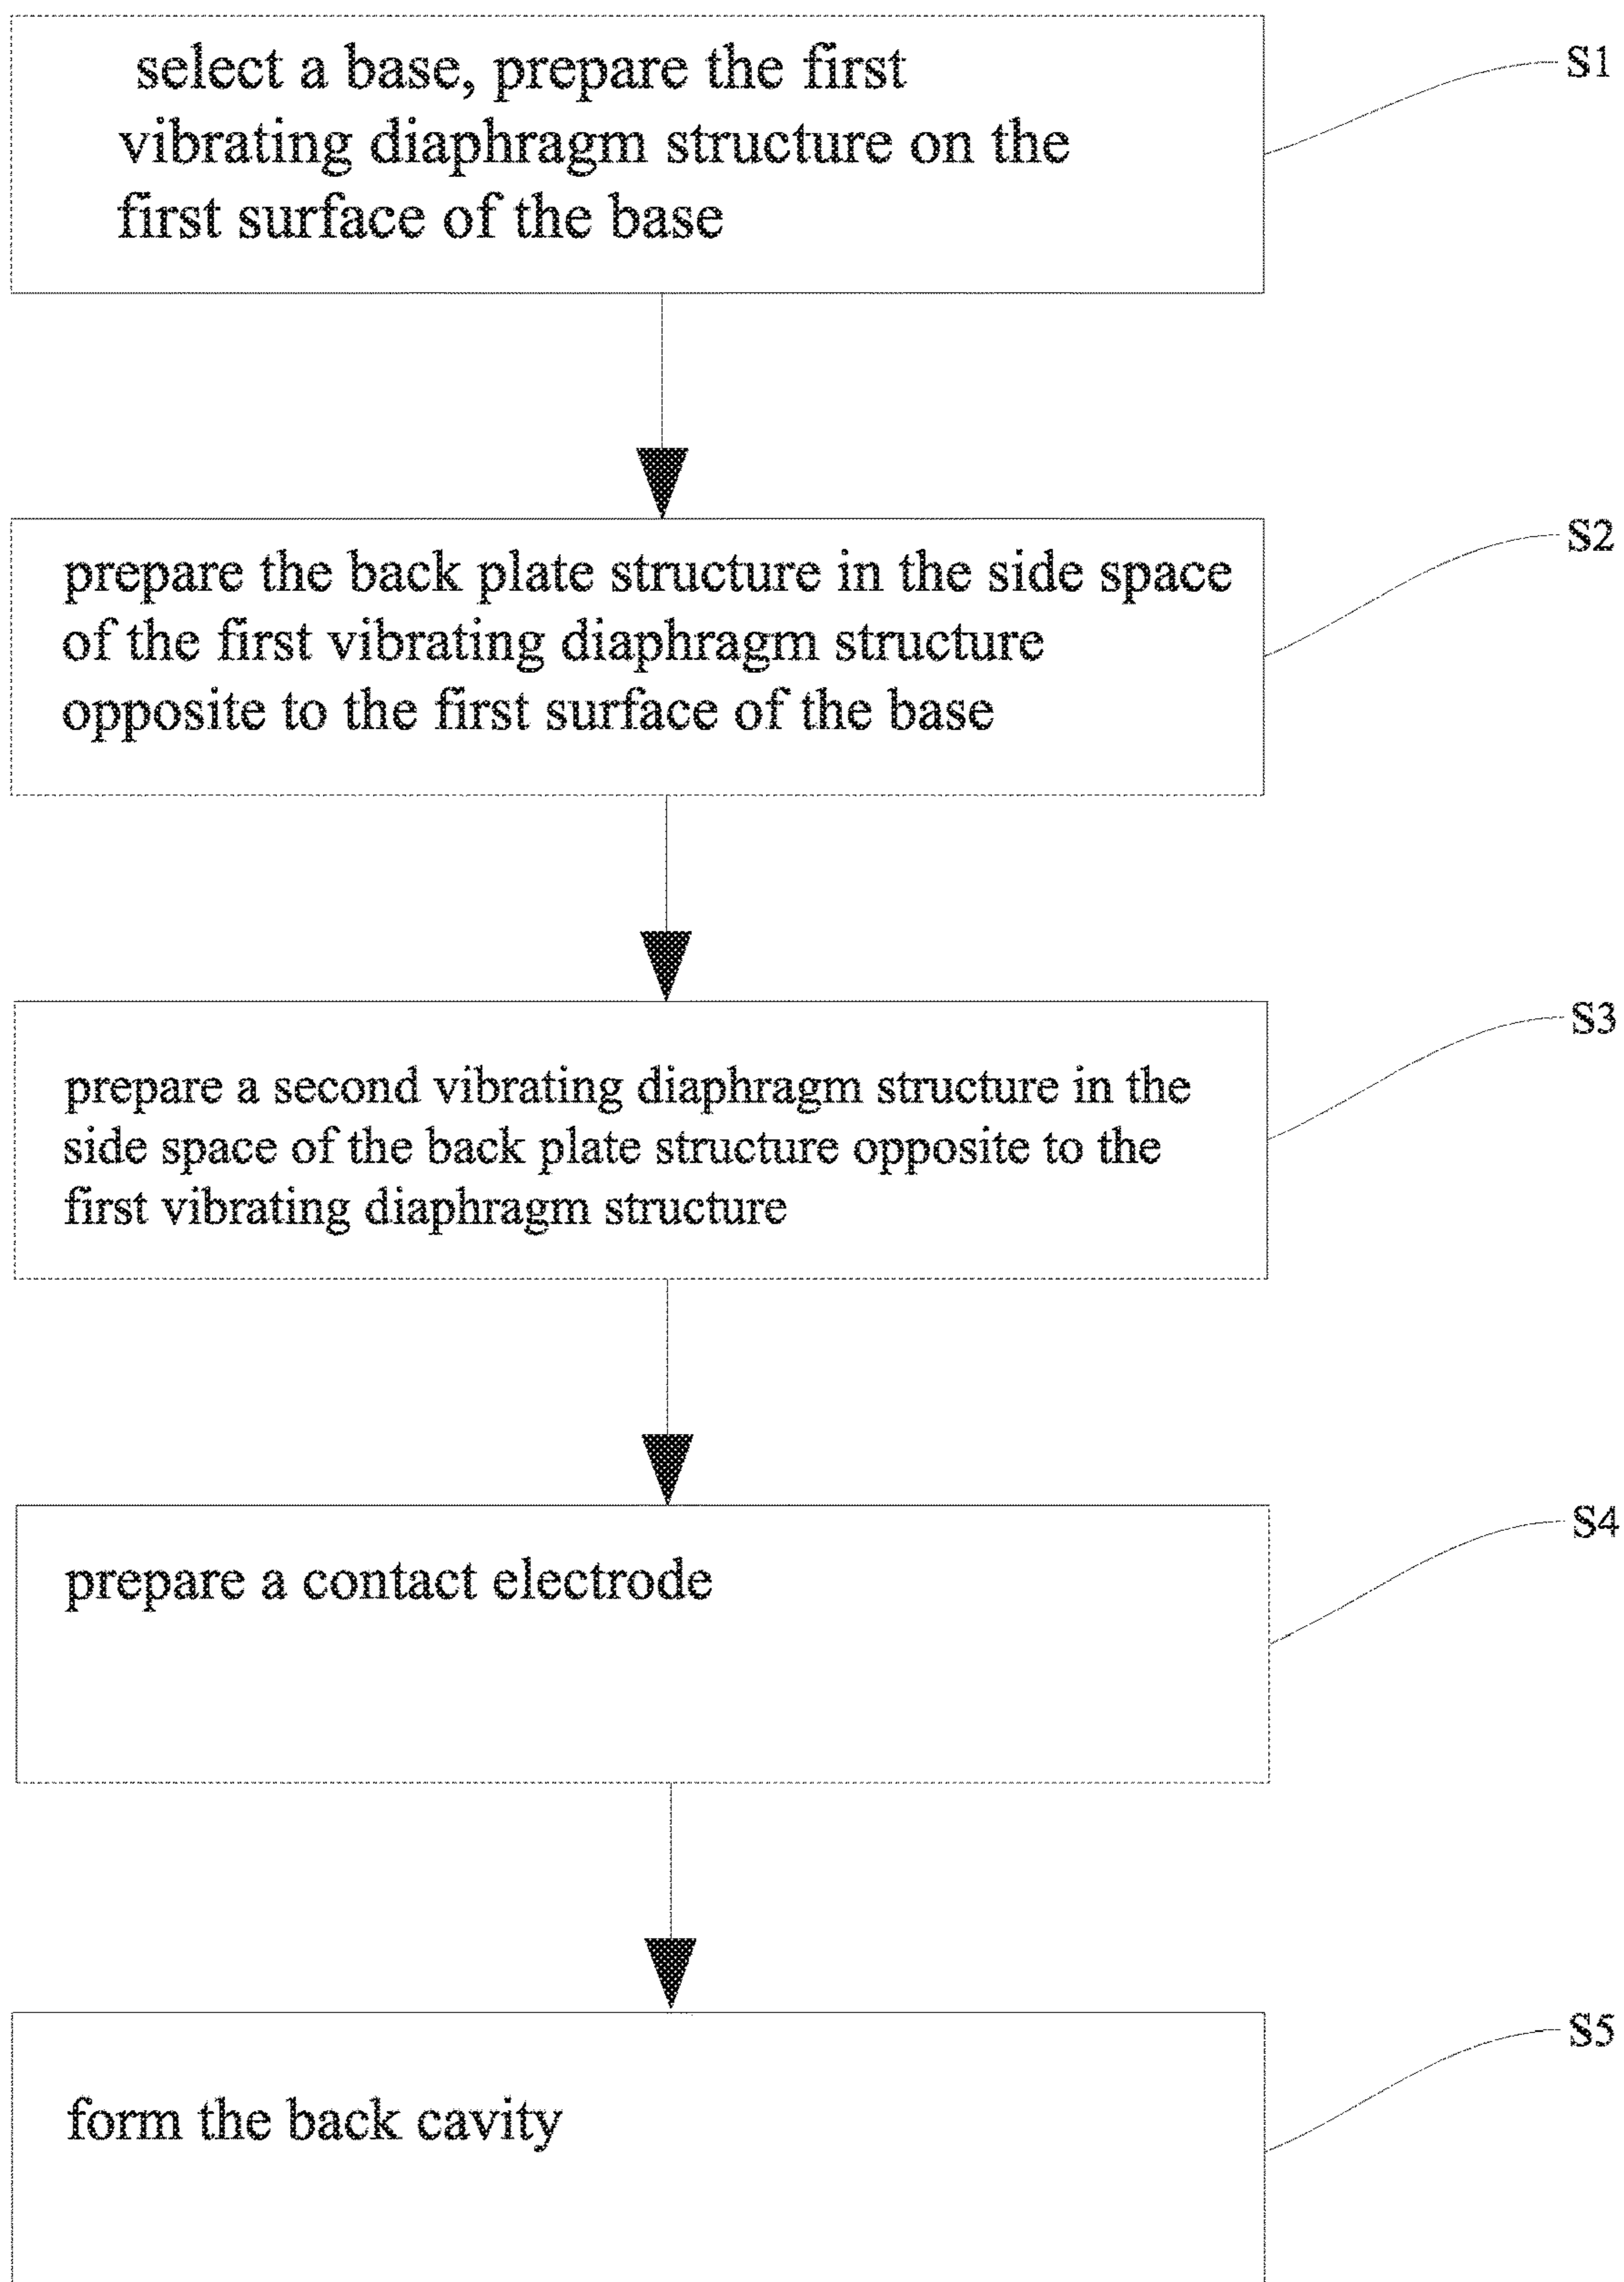 select a base, prepare the first
vibrating diaphragm structure on the
first surface of the base
S1
prepare the back plate structure in the side space
of the first vibrating diaphragm structure
opposite to the first surface of the base
S2
prepare a second vibrating diaphragm structure in the
side space of the back plate structure opposite to the
first vibrating diaphragm structure
S3
prepare a contact electrode
S4
form the back cavity
S5